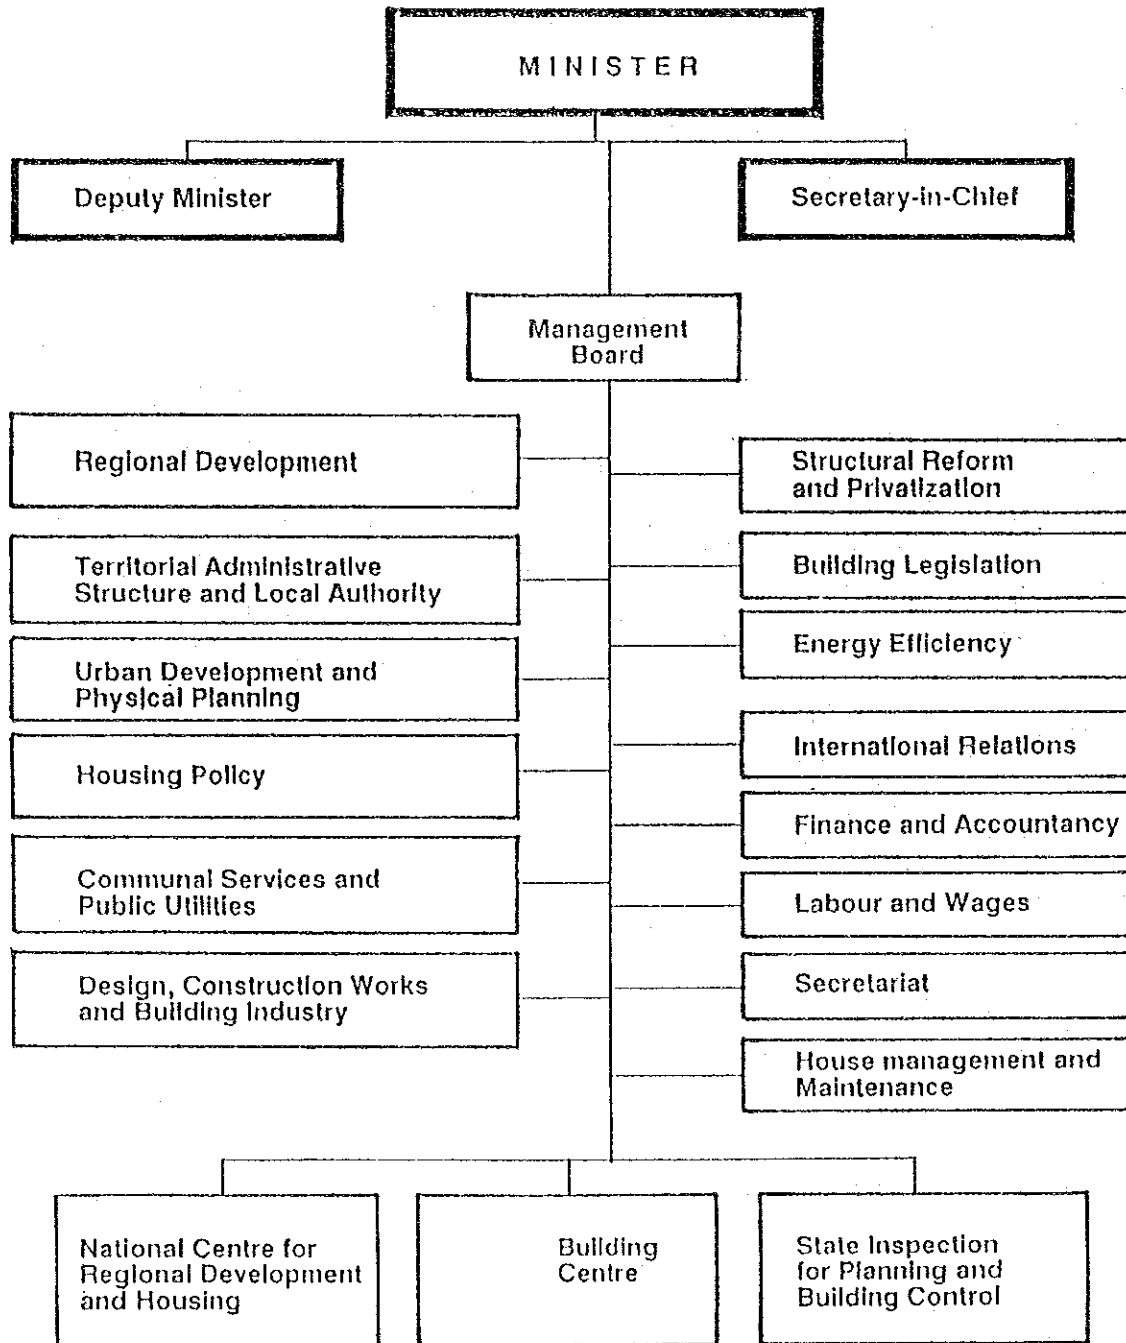 MINISTER
Deputy Minister
Secretary-in-Chief
Management
Board
Regional Development
Territorial Administrative
Structure and Local Authority
Urban Development and
Physical Planning
Housing Policy
Communal Services and
Public Utilities
Design, Construction Works
and Building Industry
Structural Reform
and Privatization
Building Legislation
Energy Efficiency
International Relations
Finance and Accountancy
Labour and Wages
Secretariat
House management and
Maintenance
National Centre for
Regional Development
and Housing
Building
Centre
State Inspection
for Planning and
Building Control